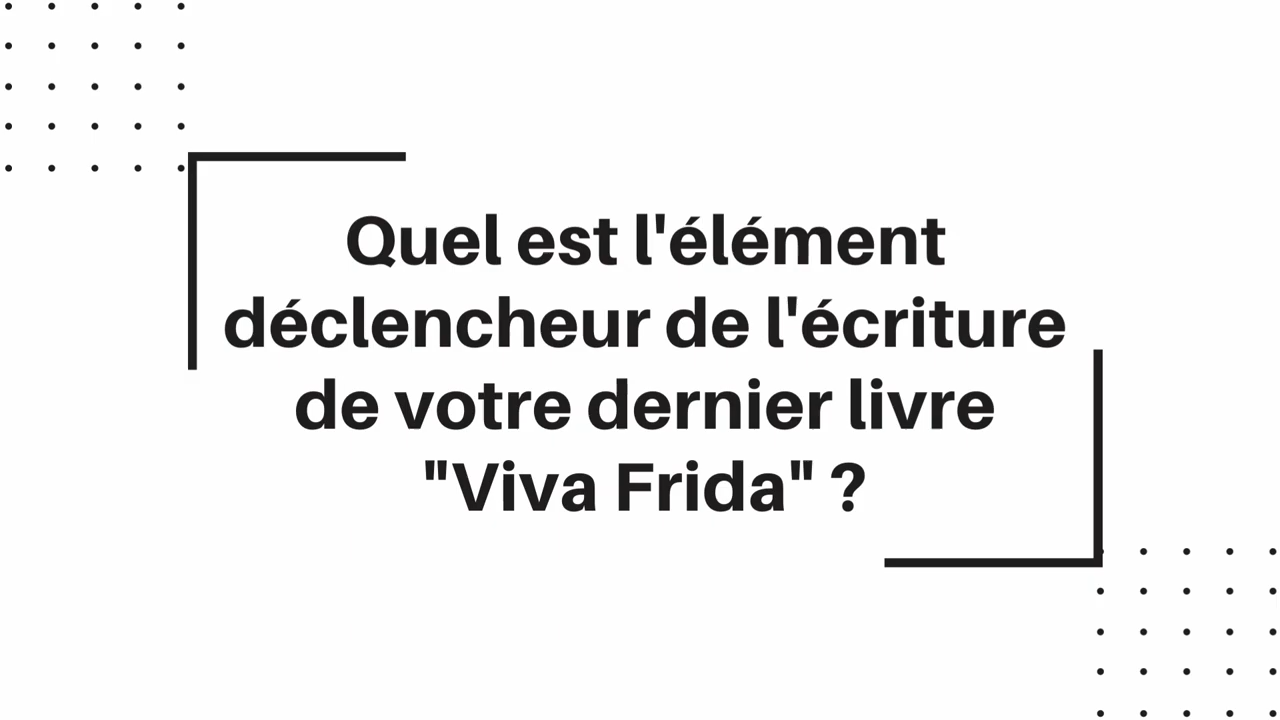 Quel est l'élément
déclencheur de l'écriture
de votre dernier livre
"Viva Frida" ?